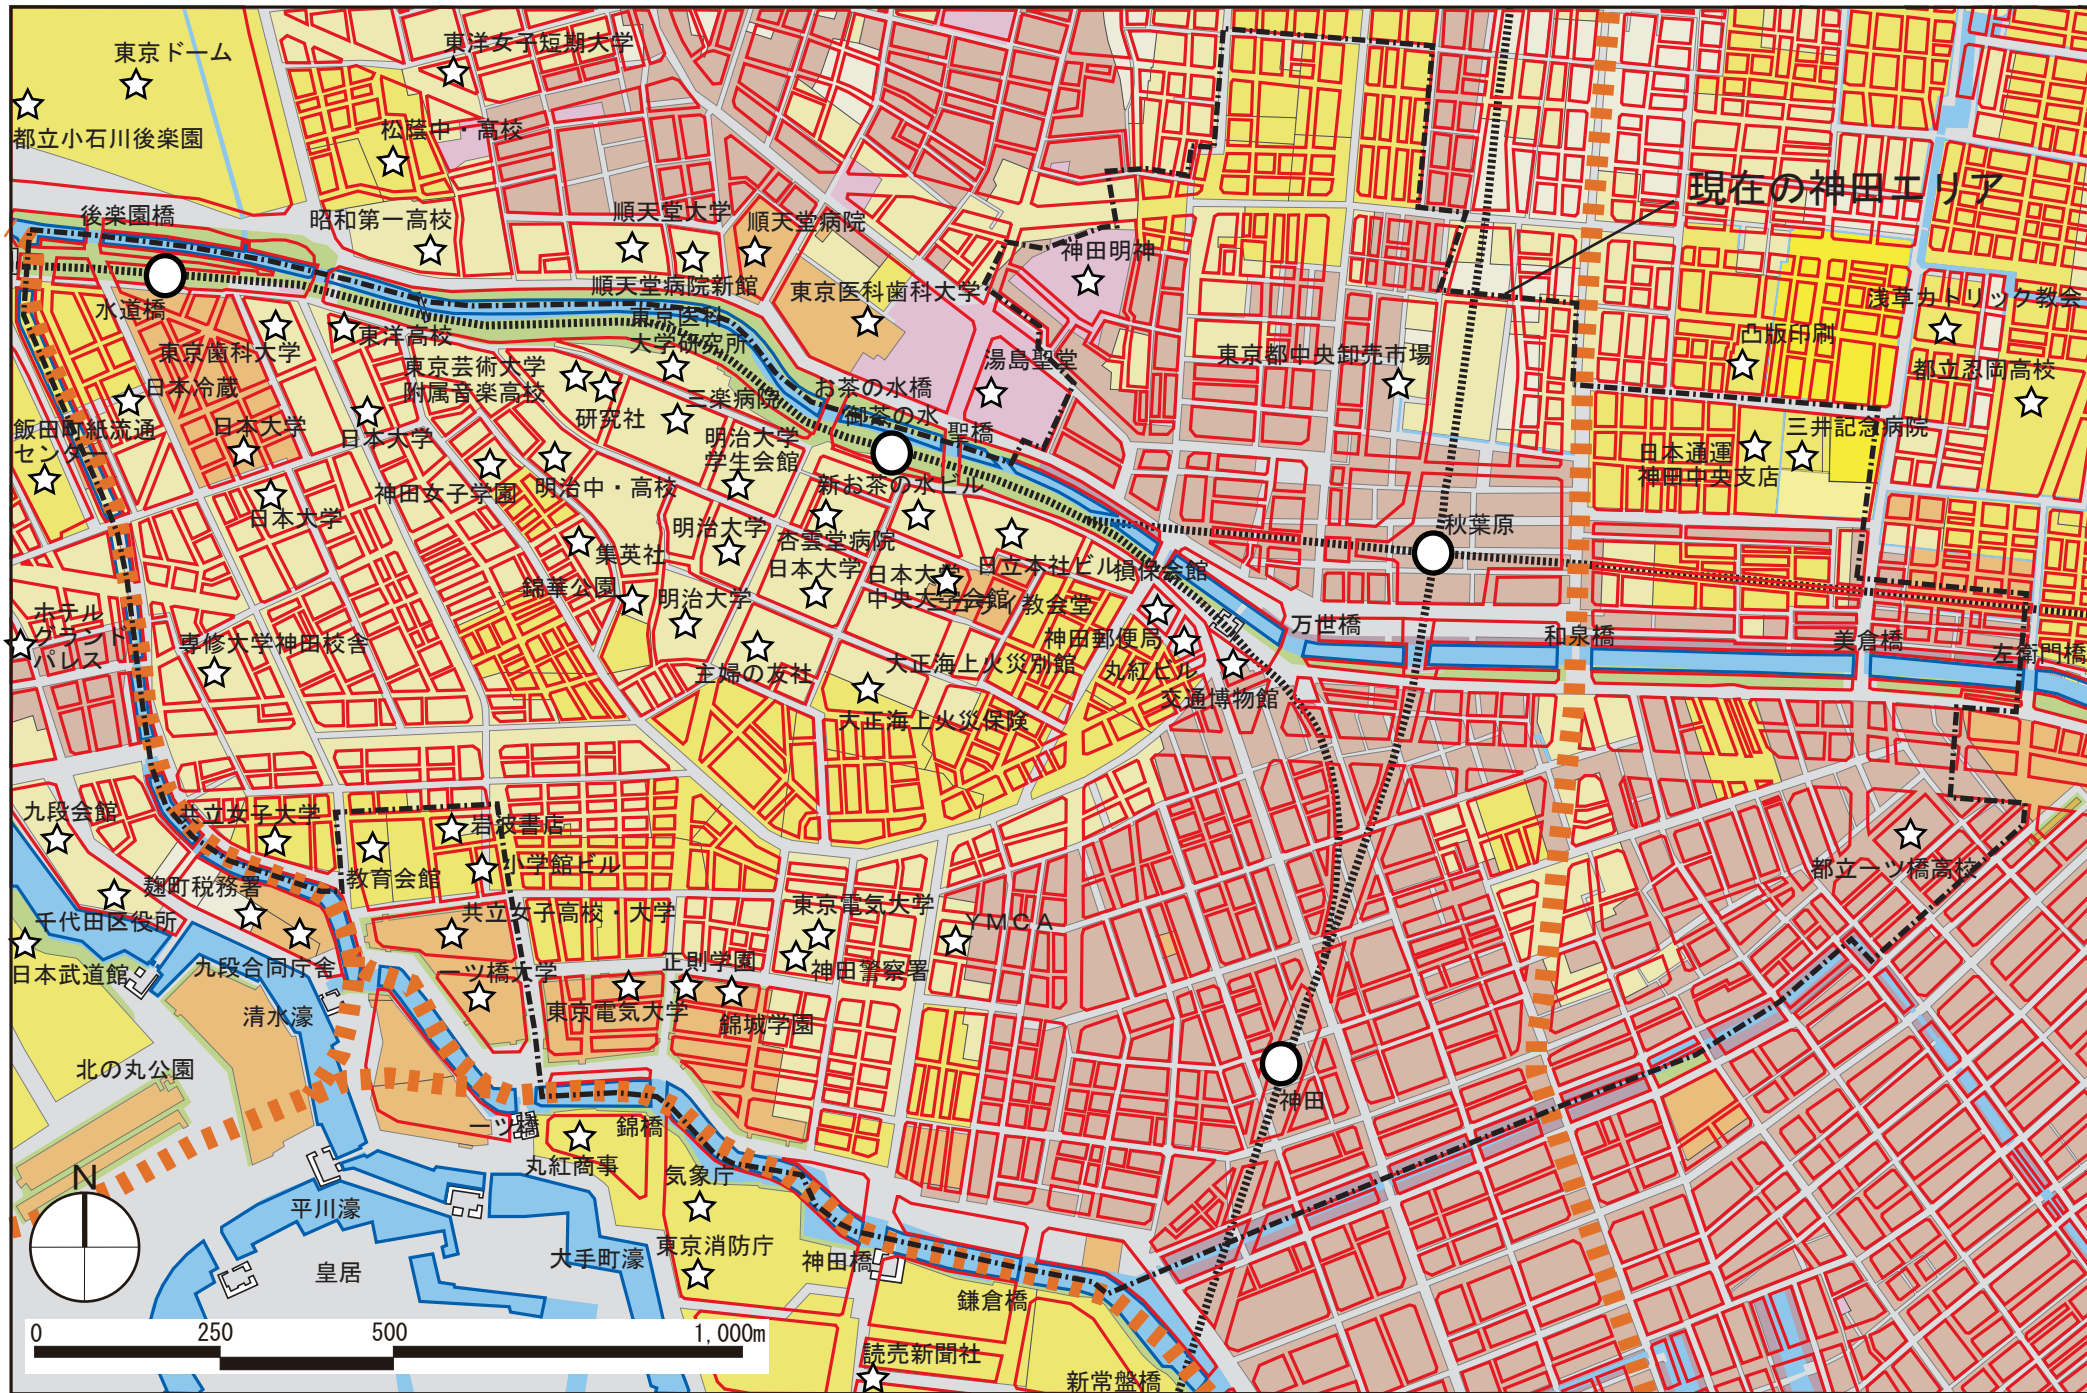 東京ドーム
東洋女子短期大学
都立小石川後楽園
松蔭中・高校
現在の神田エリア
後楽園橋
昭和第一高校
順天堂大学
順天堂病院
神田明神
順天堂病院新館
東京医科歯科大学
浅草カトリック教会
水道橋
東洋高校
東京医科
大学研究所
凸版印刷
東京歯科大学
東京芸術大学
附属音楽高校
湯島聖堂
東京都中央卸売市場
都立忍岡高校
日本冷蔵
お茶の水橋
三楽病院
御茶の水
研究社
聖橋
飯田町紙流通
センター
日本大学
日本大学
明治大学
学生会館
三井記念病院
日本通運
神田中央支店
神田女子学園
明治中・高校
新お茶の水ビル
日本大学
明治大学
杏雲堂病院
秋葉原
集英社
日本大学
日本大学
中央大学会館
日立本社ビル
損保会館
錦華公園
明治大学
ニコライ教会堂
ホテル
グランド
パレス
専修大学神田校舎
神田郵便局
万世橋
和泉橋
美倉橋
左衛門橋
主婦の友社
大正海上火災別館
丸紅ビル
交通博物館
大正海上火災保険
九段会館
共立女子大学
岩波書店
小学館ビル
教育会館
都立一ツ橋高校
麹町税務署
千代田区役所
共立女子高校・大学
東京電気大学
YMCA
日本武道館
九段合同庁舎
一ツ橋大学
正則学園
神田警察署
清水濠
東京電気大学
錦城学園
北の丸公園
神田
一ツ橋
錦橋
丸紅商事
気象庁
N
平川濠
皇居
大手町濠
東京消防庁
神田橋
鎌倉橋
0
250
500
1,000m
読売新聞社
新常盤橋